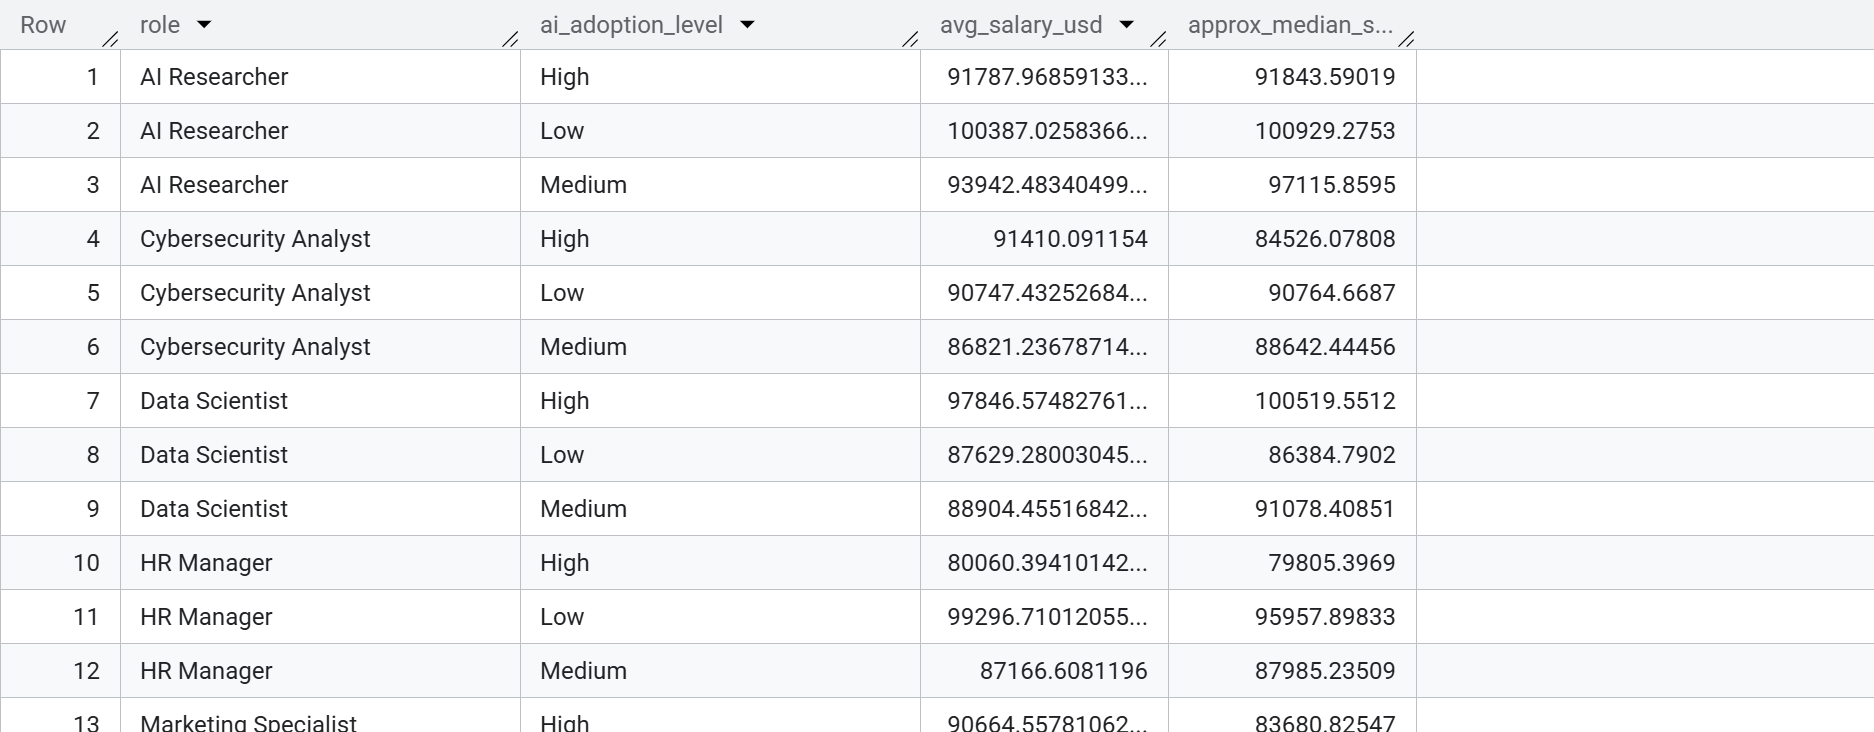 Row role ai_adoption_level avg_salary_usd approx_median_s...
1 AI Researcher High 91787.96859133... 91843.59019
2 AI Researcher Low 100387.0258366... 100929.2753
3 AI Researcher Medium 93942.48340499... 97115.8595
4 Cybersecurity Analyst High 91410.091154 84526.07808
5 Cybersecurity Analyst Low 90747.43252684... 90764.6687
6 Cybersecurity Analyst Medium 86821.23678714... 88642.44456
7 Data Scientist High 97846.57482761... 100519.5512
8 Data Scientist Low 87629.28003045... 86384.7902
9 Data Scientist Medium 88904.45516842... 91078.40851
10 HR Manager High 80060.39410142... 79805.3969
11 HR Manager Low 99296.71012055... 95957.89833
12 HR Manager Medium 87166.6081196 87985.23509
13 Marketing Specialist High 90664.55781062... 83680.82547